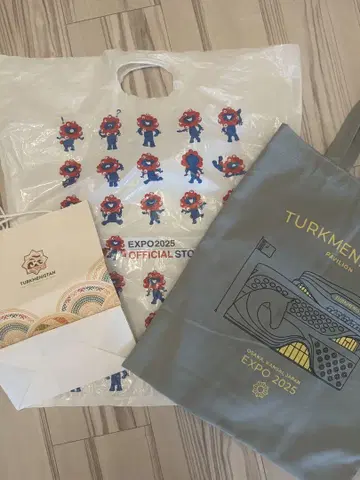 EXPO2025
OFFICIAL STO
TURKMENISTAN
TURKMEN
PAVILION
OSAKA, KANSAI, JAPAN
EXPO 2025